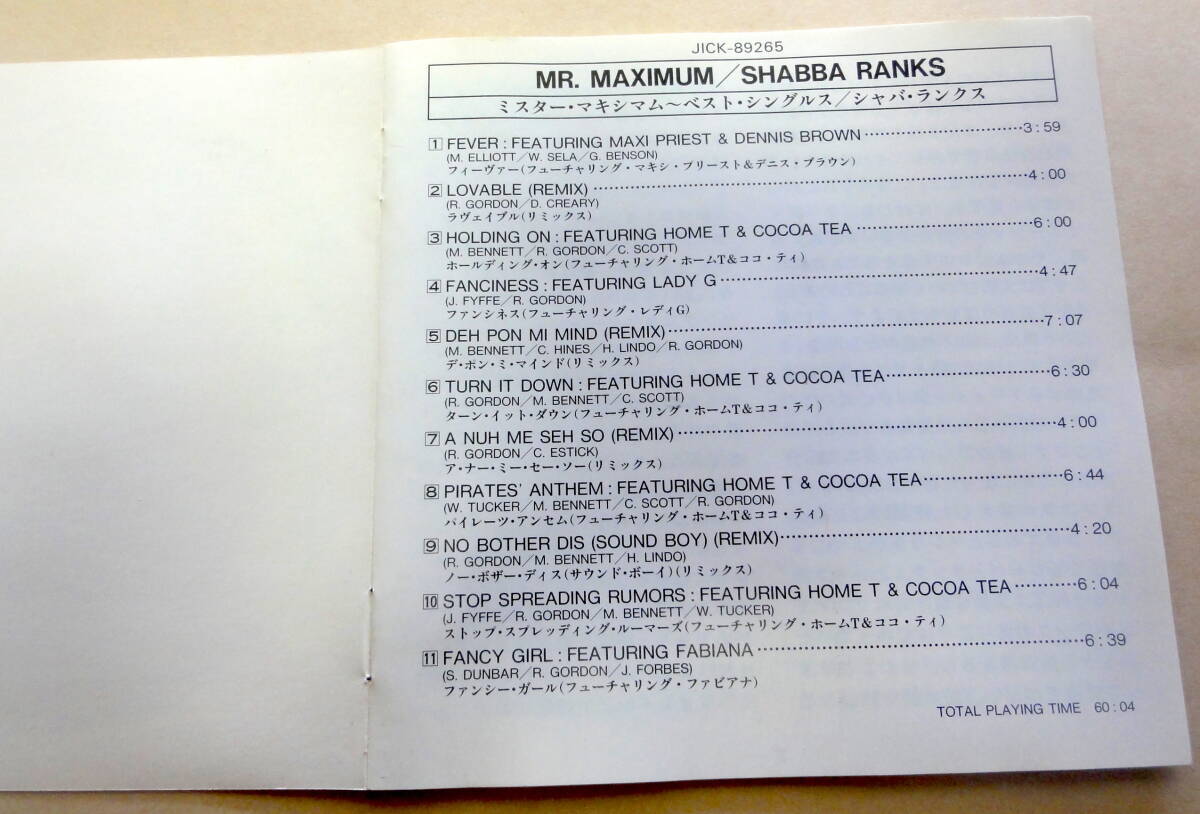 JICK-89265
MR. MAXIMUM／SHABBA RANKS
ミスター・マキシマム～ベスト・シングルス／シャバ・ランクス
1 FEVER : FEATURING MAXI PRIEST & DENNIS BROWN ‥‥‥‥‥‥‥‥‥‥3 : 59
(M. ELLIOTT／W. SELA／G. BENSON)
フィーヴァー(フューチャリング・マキシ・プリースト&デニス・ブラウン)
2 LOVABLE (REMIX) ‥‥‥‥‥‥‥‥‥‥‥‥‥‥‥‥‥‥‥‥‥‥‥‥‥‥4 : 00
(R. GORDON／D. CREARY)
ラヴェイブル(リミックス)
3 HOLDING ON : FEATURING HOME T & COCOA TEA ‥‥‥‥‥‥‥‥‥‥‥6 : 00
(M. BENNETT／R. GORDON／C. SCOTT)
ホールディング・オン(フューチャリング・ホームT&ココ・ティ)
4 FANCINESS : FEATURING LADY G ‥‥‥‥‥‥‥‥‥‥‥‥‥‥‥‥‥‥‥4 : 47
(J. FYFFE／R. GORDON)
ファンシネス(フューチャリング・レディG)
5 DEH PON MI MIND (REMIX) ‥‥‥‥‥‥‥‥‥‥‥‥‥‥‥‥‥‥‥‥‥‥7 : 07
(M. BENNETT／C. HINES／H. LINDO／R. GORDON)
デ・ポン・ミ・マインド(リミックス)
6 TURN IT DOWN : FEATURING HOME T & COCOA TEA ‥‥‥‥‥‥‥‥‥‥6 : 30
(R. GORDON／M. BENNETT／C. SCOTT)
ターン・イット・ダウン(フューチャリング・ホームT&ココ・ティ)
7 A NUH ME SEH SO (REMIX) ‥‥‥‥‥‥‥‥‥‥‥‥‥‥‥‥‥‥‥‥‥‥4 : 00
(R. GORDON／C. ESTICK)
ア・ナー・ミー・セー・ソー(リミックス)
8 PIRATES' ANTHEM : FEATURING HOME T & COCOA TEA ‥‥‥‥‥‥‥‥6 : 44
(W. TUCKER／M. BENNETT／C. SCOTT／R. GORDON)
パイレーツ・アンセム(フューチャリング・ホームT&ココ・ティ)
9 NO BOTHER DIS (SOUND BOY) (REMIX) ‥‥‥‥‥‥‥‥‥‥‥‥‥‥‥‥4 : 20
(R. GORDON／M. BENNETT／H. LINDO)
ノー・ボザー・ディス(サウンド・ボーイ)(リミックス)
10 STOP SPREADING RUMORS : FEATURING HOME T & COCOA TEA ‥‥‥‥6 : 04
(J. FYFFE／R. GORDON／M. BENNETT／W. TUCKER)
ストップ・スプレッディング・ルーマーズ(フューチャリング・ホームT&ココ・ティ)
11 FANCY GIRL : FEATURING FABIANA ‥‥‥‥‥‥‥‥‥‥‥‥‥‥‥‥‥‥6 : 39
(S. DUNBAR／R. GORDON／J. FORBES)
ファンシー・ガール(フューチャリング・ファビアナ)
TOTAL PLAYING TIME 60 : 04